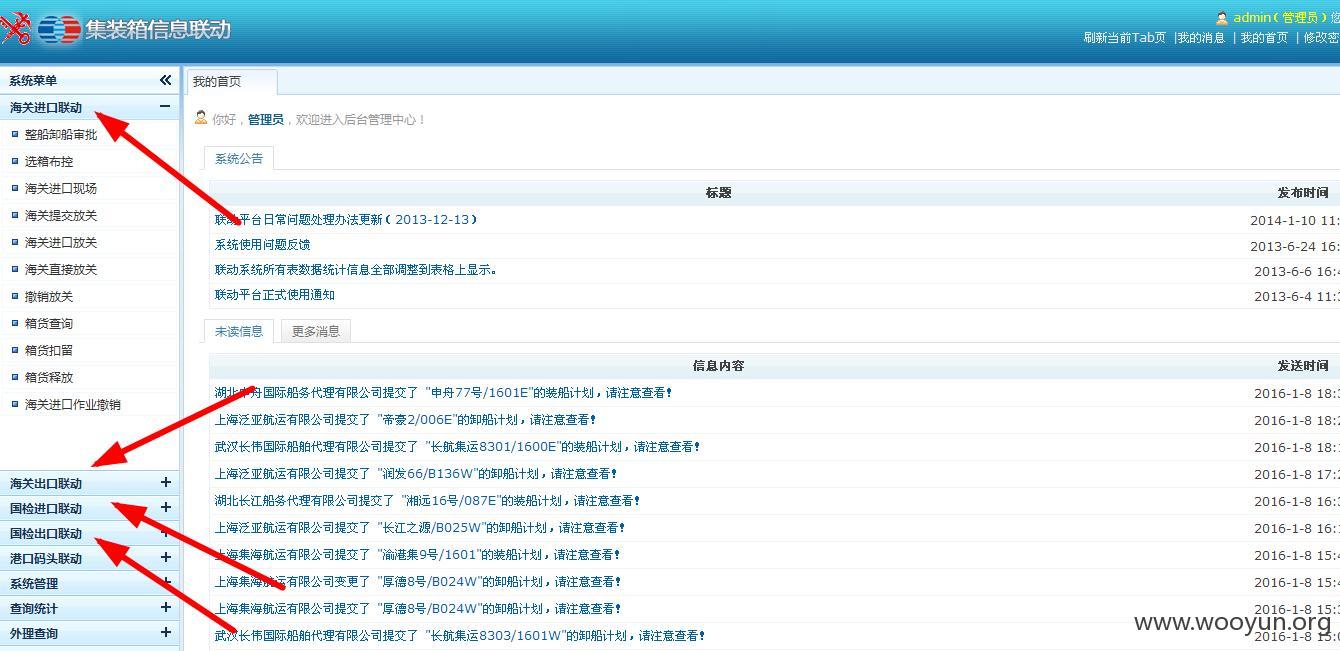 集装箱信息联动
admin（管理员）您
刷新当前Tab页 |我的消息 | 我的首页 | 修改密
系统菜单
海关进口联动
整船卸船审批
选箱布控
海关进口现场
海关提交放关
海关进口放关
海关直接放关
撤销放关
箱货查询
箱货扣留
箱货释放
海关进口作业撤销
海关出口联动
国检进口联动
国检出口联动
港口码头联动
系统管理
查询统计
外理查询
我的首页
你好，管理员，欢迎进入后台管理中心！
系统公告
标题 发布时间
联动平台日常问题处理办法更新（2013-12-13） 2014-1-10 11:
系统使用问题反馈 2013-6-24 16:
联动系统所有表数据统计信息全部调整到表格上显示。 2013-6-6 16:4
联动平台正式使用通知 2013-6-4 11:
未读信息 更多消息
信息内容 发送时间
湖北申舟国际船务代理有限公司提交了 "申舟77号/1601E"的装船计划，请注意查看！ 2016-1-8 18:
上海泛亚航运有限公司提交了 "帝豪2/006E"的卸船计划，请注意查看！ 2016-1-8 18:2
武汉长伟国际船舶代理有限公司提交了 "长航集运8301/1600E"的装船计划，请注意查看！ 2016-1-8 18:
上海泛亚航运有限公司提交了 "润发66/B136W"的卸船计划，请注意查看！ 2016-1-8 17:2
湖北长江船务代理有限公司提交了 "湘远16号/087E"的装船计划，请注意查看！ 2016-1-8 16:
上海泛亚航运有限公司提交了 "长江之源/B025W"的卸船计划，请注意查看！ 2016-1-8 16:
上海集海航运有限公司提交了 "渝港集9号/1601"的装船计划，请注意查看！ 2016-1-8 15:4
上海集海航运有限公司变更了 "厚德8号/B024W"的卸船计划，请注意查看！ 2016-1-8 15:4
上海集海航运有限公司提交了 "厚德8号/B024W"的卸船计划，请注意查看！ 2016-1-8 15:
武汉长伟国际船舶代理有限公司提交了 "长航集运8303/1601W"的卸船计划，请注意查看！ 2016-1-8 15:0
www.wooyun.org